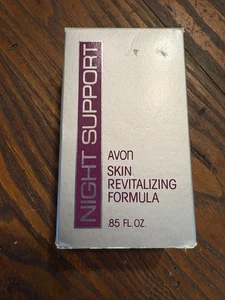 NIGHT SUPPORT
AVON
SKIN
REVITALIZING
FORMULA
.85 FL. OZ.